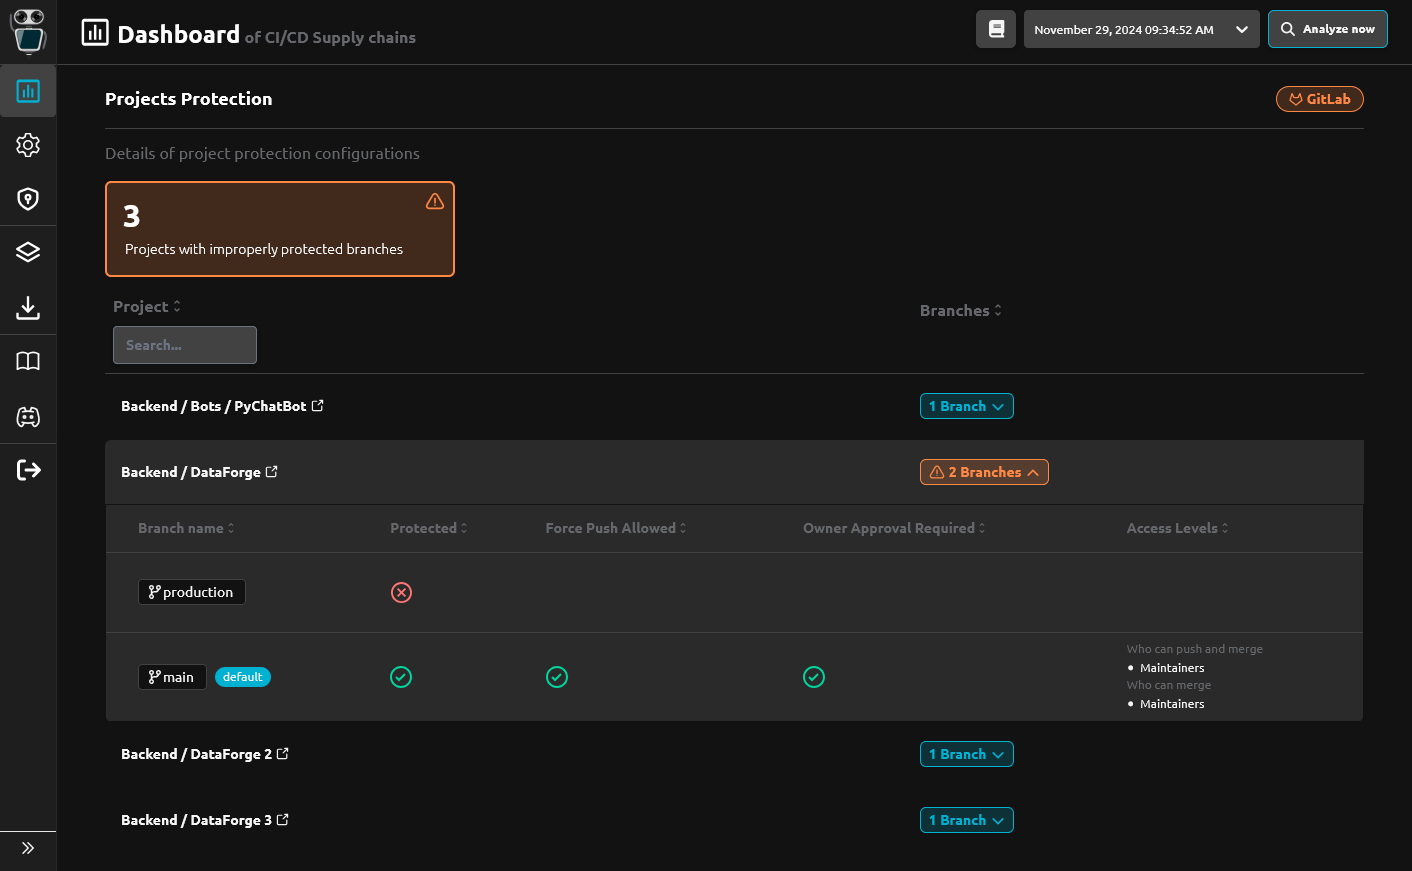 Dashboard of CI/CD Supply chains
November 29, 2024 09:34:52 AM
Analyze now
Projects Protection
GitLab
Details of project protection configurations
3
Projects with improperly protected branches
Project
Branches
Search...
Backend / Bots / PyChatBot
1 Branch
Backend / DataForge
2 Branches
Branch name Protected Force Push Allowed Owner Approval Required Access Levels
production
main default
Who can push and merge
• Maintainers
Who can merge
• Maintainers
Backend / DataForge 2
1 Branch
Backend / DataForge 3
1 Branch